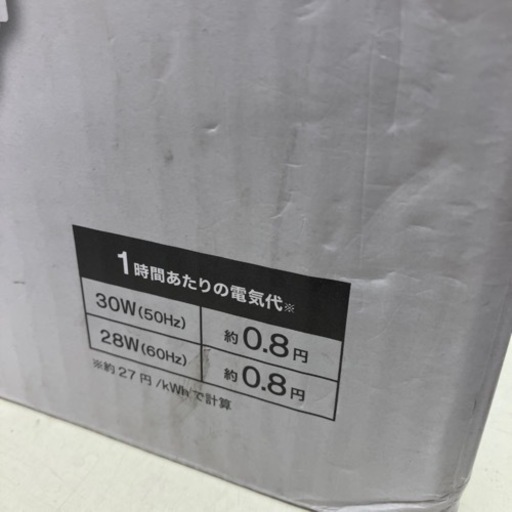 1時間あたりの電気代※
30W(50Hz) 約0.8円
28W(60Hz) 約0.8円
※約27円/kWhで計算